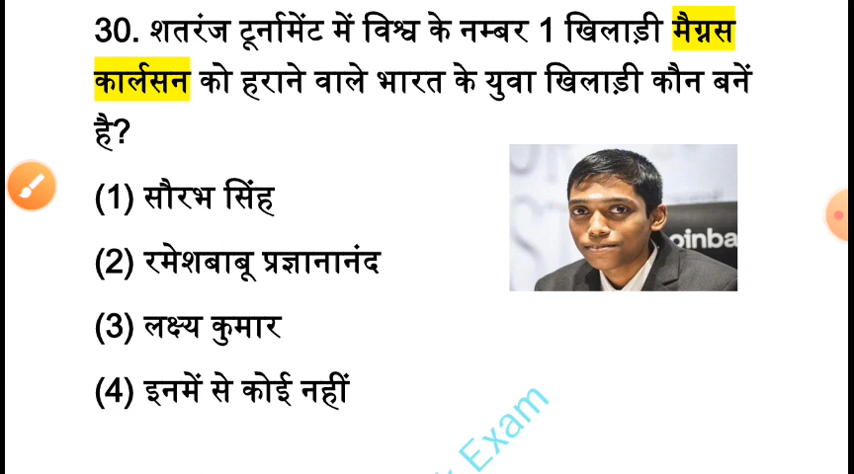 30. शतरंज टूर्नामेंट में विश्व के नम्बर 1 खिलाड़ी मैग्नस
कार्लसन को हराने वाले भारत के युवा खिलाड़ी कौन बनें
है?
(1) सौरभ सिंह
oinba
(2) रमेशबाबू प्रज्ञानानंद
(3) लक्ष्य कुमार
(4) इनमें से कोई नहीं
Exam